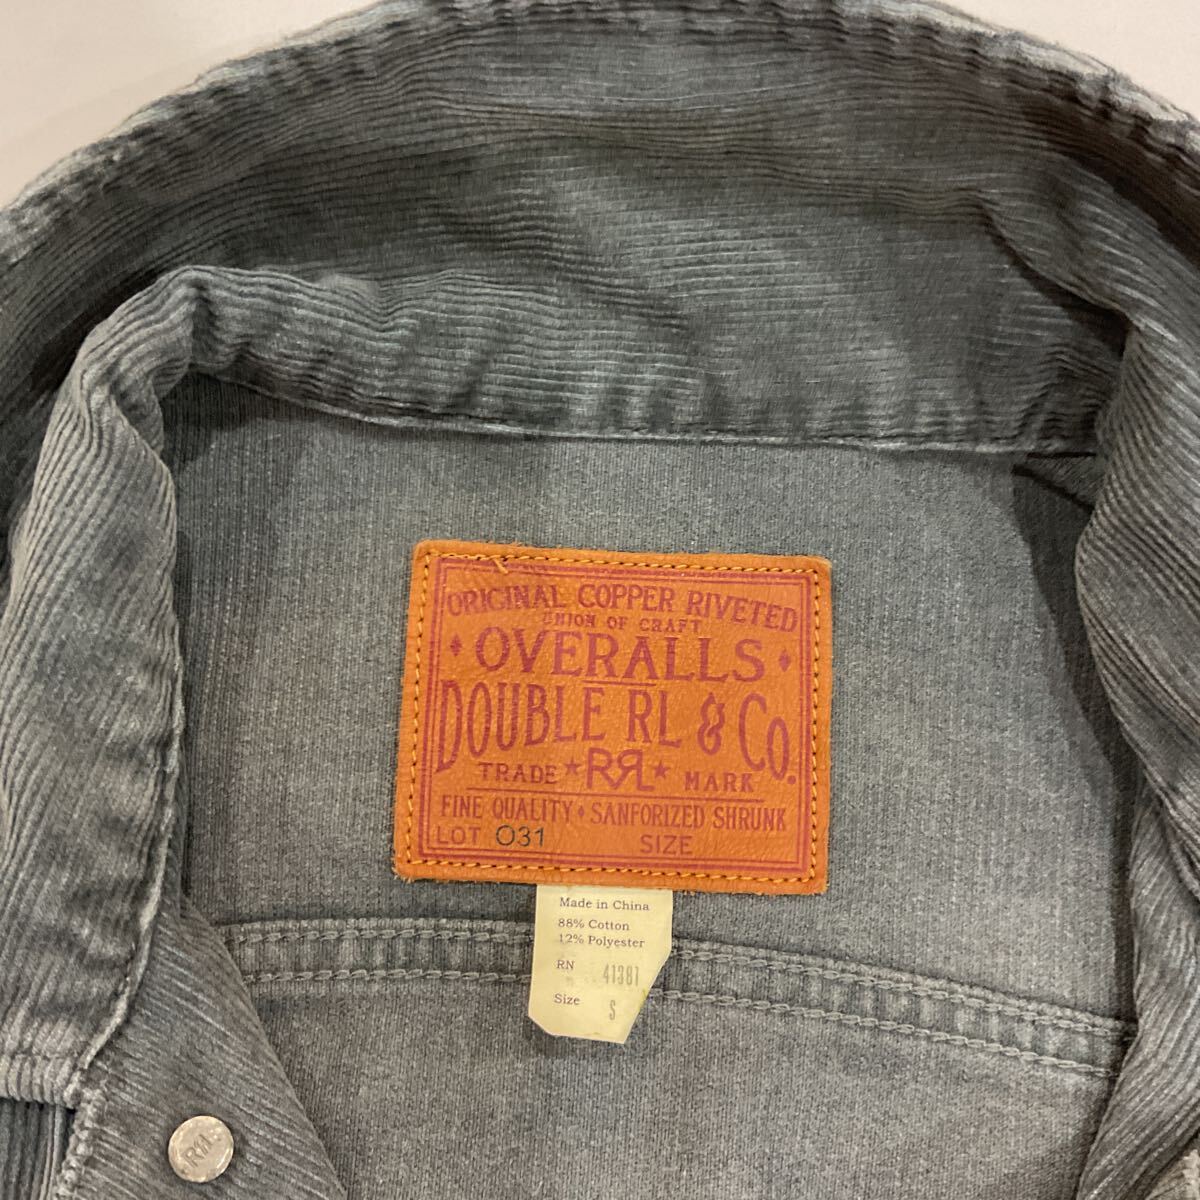 ORIGINAL COPPER RIVETED
UNION OF CRAFT
OVERALLS
DOUBLE RL & CO.
TRADE ★ RRL ★ MARK
FINE QUALITY ♦ SANFORIZED SHRUNK
LOT 031 SIZE
Made in China
88% Cotton
12% Polyester
RN 41381
Size S
RRL